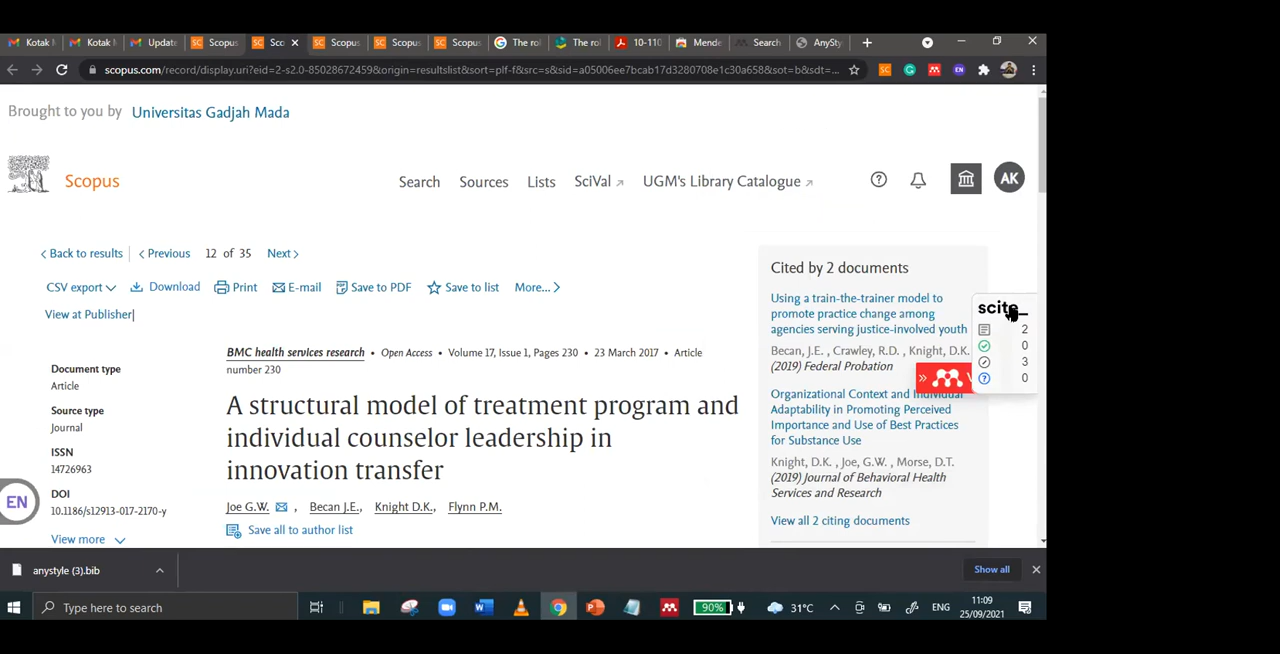 Kotak
Kotak
Update
Scopus
Sco
Scopus
Scopus
Scopus
The rol
The rol
10-110
Mende
Search
AnySty
scopus.com/record/display.uri?eid=2-s2.0-85028672459&origin=resultslist&sort=plf-f&src=s&sid=a05006ee7bcab17d3280708e1c30a658&sot=b&sdt=...
Brought to you by Universitas Gadjah Mada
Scopus
Search Sources Lists SciVal UGM's Library Catalogue
AK
Back to results Previous 12 of 35 Next
CSV export Download Print E-mail Save to PDF Save to list More...
View at Publisher
Document type
Article
Source type
Journal
ISSN
14726963
DOI
10.1186/s12913-017-2170-y
View more
EN
BMC health services research • Open Access • Volume 17, Issue 1, Pages 230 • 23 March 2017 • Article
number 230
A structural model of treatment program and
individual counselor leadership in
innovation transfer
Joe G.W. , Becan J.E., Knight D.K., Flynn P.M.
Save all to author list
Cited by 2 documents
Using a train-the-trainer model to
promote practice change among
agencies serving justice-involved youth
Becan, J.E. , Crawley, R.D. , Knight, D.K.
(2019) Federal Probation
Organizational Context and Individual
Adaptability in Promoting Perceived
Importance and Use of Best Practices
for Substance Use
Knight, D.K. , Joe, G.W. , Morse, D.T.
(2019) Journal of Behavioral Health
Services and Research
View all 2 citing documents
scite_
2
0
3
0
anystyle (3).bib
Show all
Type here to search
90%
31°C
ENG
11:09
25/09/2021